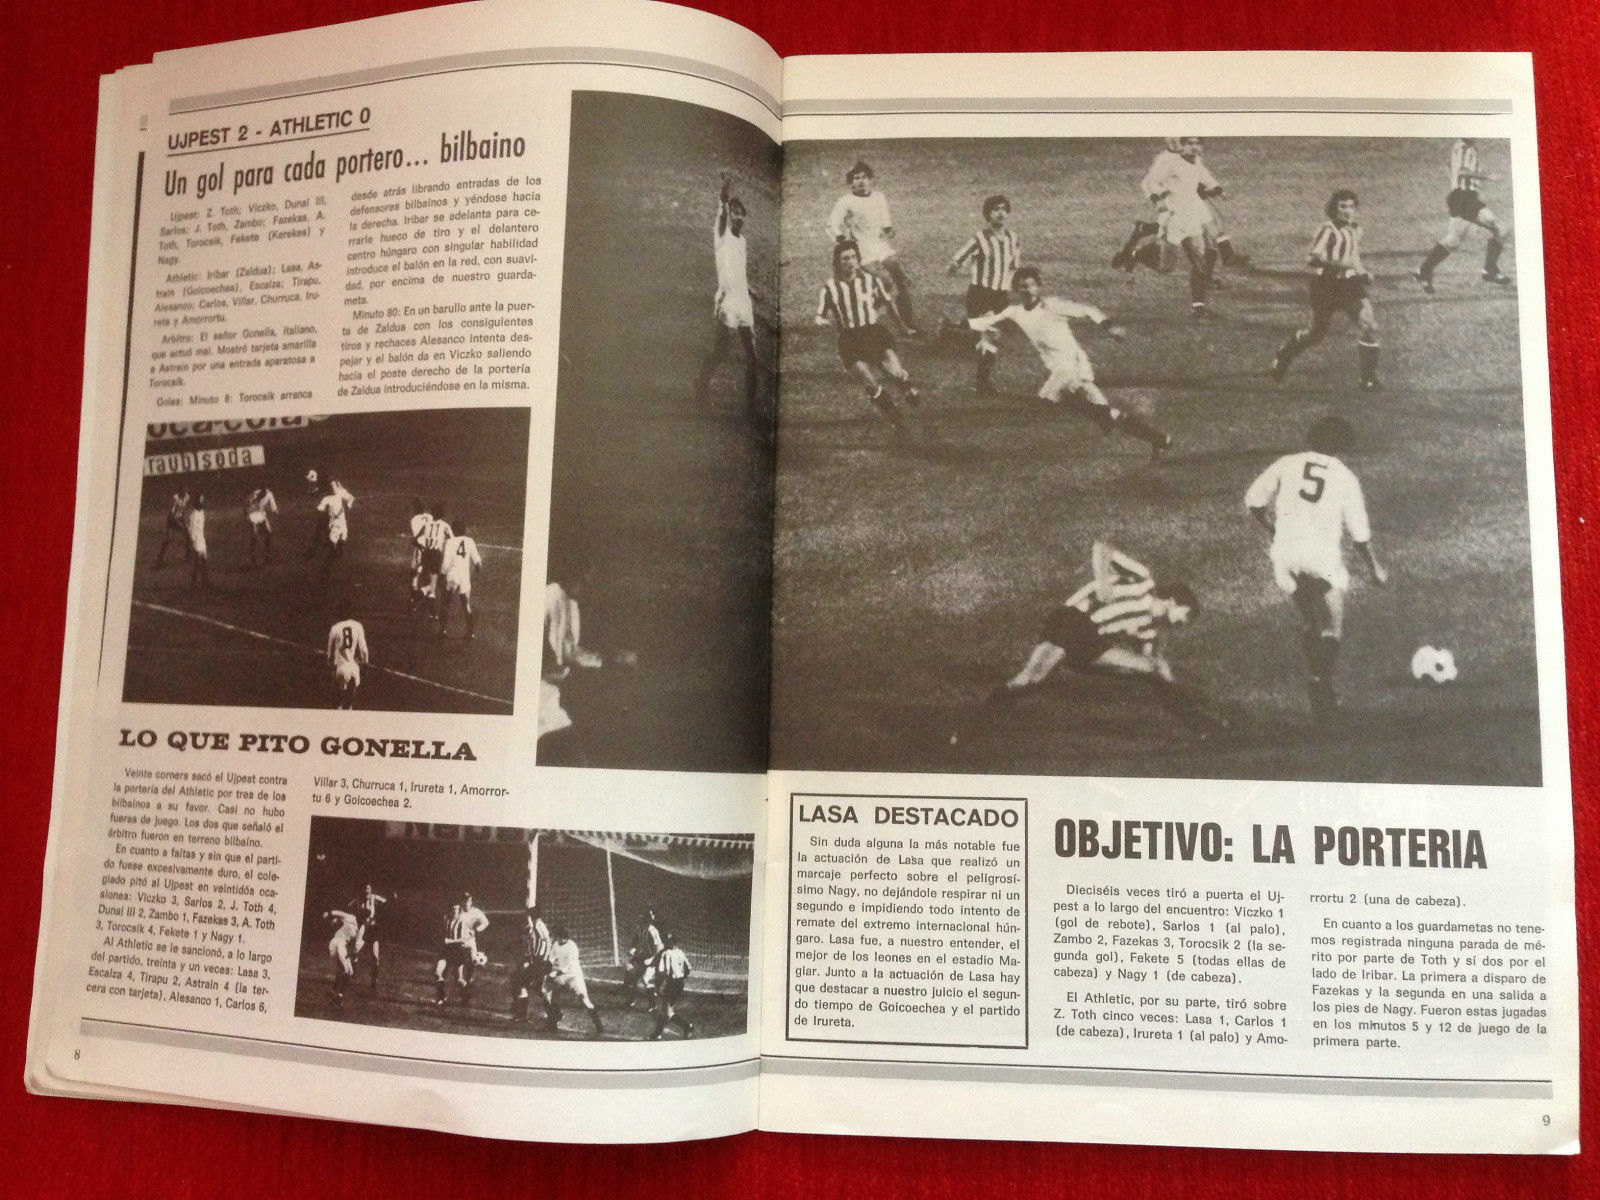 UJPEST 2 - ATHLETIC 0
Un gol para cada portero... bilbaino
Ujpest: Z. Toth; Viczko, Dunai III,
Sarlos; J. Toth, Zambo; Fazekas, A.
Toth, Torocsik, Fekete (Kerekes) y
Nagy.
Athletic: Iribar (Zaldua); Lasa, As-
train (Goicoechea), Escalza; Tirapu,
Alesanco; Carlos, Villar, Churruca, Iru-
reta y Amorrortu.
Arbitro: El señor Gonella, italiano,
que actuó mal. Mostró tarjeta amarilla
a Astrain por una entrada aparatosa a
Torocsik.
Goles: Minuto 8: Torocsik arranca
desde atrás librando entradas de los
defensores bilbainos y yéndose hacia
la derecha. Iribar se adelanta para ce-
rrarle hueco de tiro y el delantero
centro húngaro con singular habilidad
introduce el balón en la red, con suavi-
dad, por encima de nuestro guarda-
meta.
Minuto 80: En un barullo ante la puer-
ta de Zaldua con los consiguientes
tiros y rechaces Alesanco intenta des-
pejar y el balón da en Viczko saliendo
hacia el poste derecho de la portería
de Zaldua introduciéndose en la misma.
oca-cola
raubisoda
11
4
8
LO QUE PITO GONELLA
Veinte corners sacó el Ujpest contra
la portería del Athletic por tres de los
bilbainos a su favor. Casi no hubo
fueras de juego. Los dos que señaló el
árbitro fueron en terreno bilbaino.
En cuanto a faltas y sin que el parti-
do fuese excesivamente duro, el cole-
giado pitó al Ujpest en veintidós oca-
siones: Viczko 3, Sarlos 2, J. Toth 4,
Dunai III 2, Zambo 1, Fazekas 3, A. Toth
3, Torocsik 4, Fekete 1 y Nagy 1.
Al Athletic se le sancionó, a lo largo
del partido, treinta y un veces: Lasa 3,
Escalza 4, Tirapu 2, Astrain 4 (la ter-
cera con tarjeta), Alesanco 1, Carlos 6,
Villar 3, Churruca 1, Irureta 1, Amorror-
tu 6 y Goicoechea 2.
8
5
LASA DESTACADO
Sin duda alguna la más notable fue
la actuación de Lasa que realizó un
marcaje perfecto sobre el peligrosí-
simo Nagy, no dejándole respirar ni un
segundo e impidiendo todo intento de
remate del extremo internacional hún-
garo. Lasa fue, a nuestro entender, el
mejor de los leones en el estadio Ma-
giar. Junto a la actuación de Lasa hay
que destacar a nuestro juicio el segun-
do tiempo de Goicoechea y el partido
de Irureta.
OBJETIVO: LA PORTERIA
Dieciséis veces tiró a puerta el Uj-
pest a lo largo del encuentro: Viczko 1
(gol de rebote), Sarlos 1 (al palo),
Zambo 2, Fazekas 3, Torocsik 2 (la se-
gunda gol), Fekete 5 (todas ellas de
cabeza) y Nagy 1 (de cabeza).
El Athletic, por su parte, tiró sobre
Z. Toth cinco veces: Lasa 1, Carlos 1
(de cabeza), Irureta 1 (al palo) y Amo-
rrortu 2 (una de cabeza).
En cuanto a los guardametas no tene-
mos registrada ninguna parada de mé-
rito por parte de Toth y sí dos por el
lado de Iribar. La primera a disparo de
Fazekas y la segunda en una salida a
los pies de Nagy. Fueron estas jugadas
en los minutos 5 y 12 de juego de la
primera parte.
9